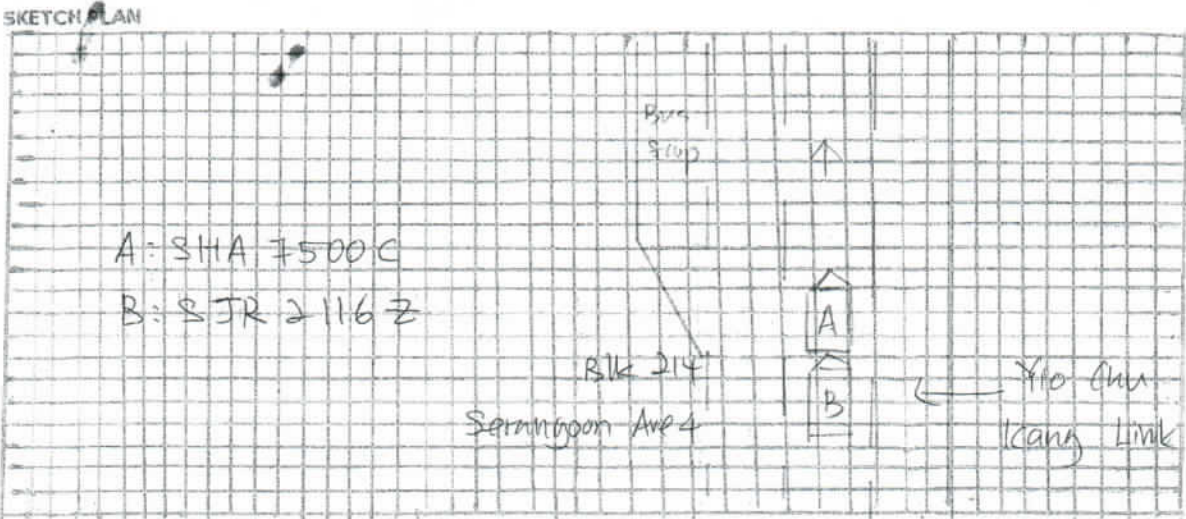 SKETCH PLAN
Bus
Stop
A: SHA 7500C
B: SJR 2116Z
A
Blk 214
Serangoon Ave 4
B
Yio Chu
Kang Link